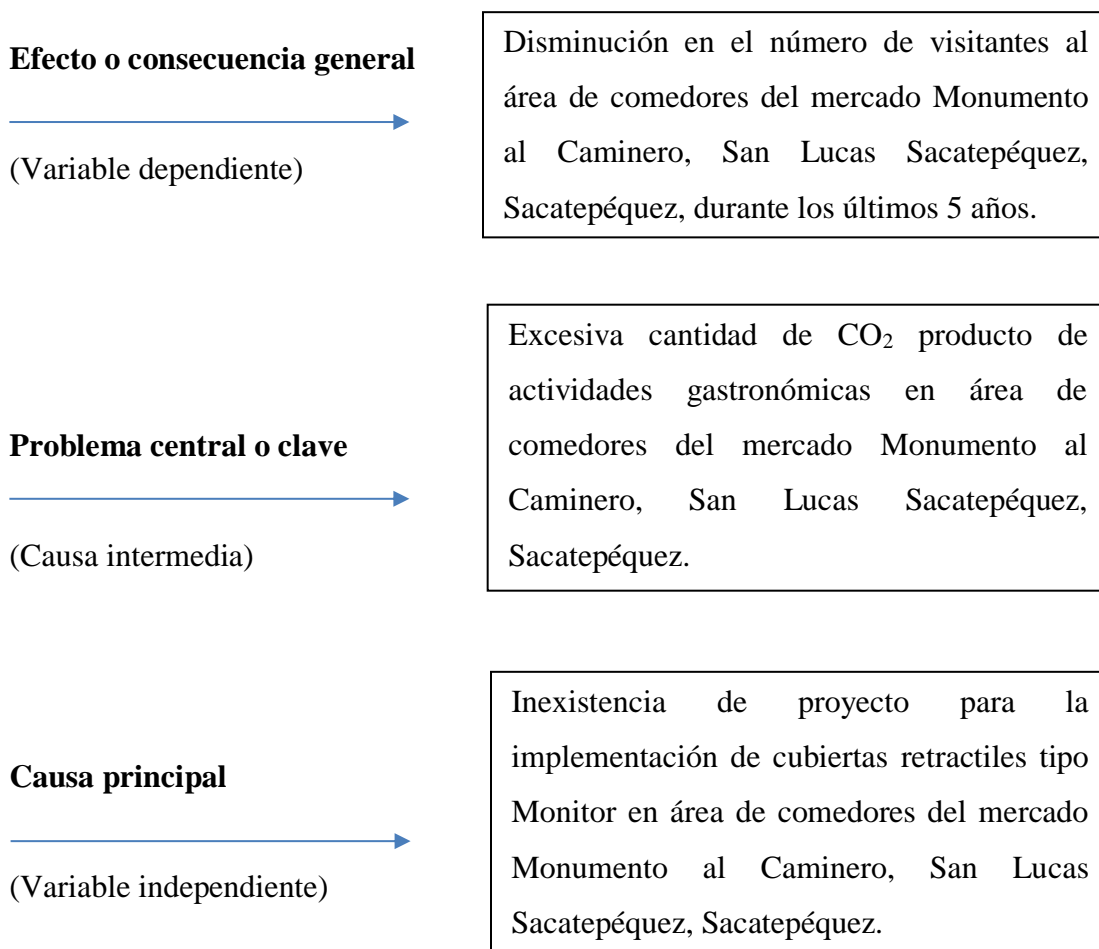 Efecto o consecuencia general
(Variable dependiente)
Disminución en el número de visitantes al
área de comedores del mercado Monumento
al Caminero, San Lucas Sacatepéquez,
Sacatepéquez, durante los últimos 5 años.
Problema central o clave
(Causa intermedia)
Excesiva cantidad de CO₂ producto de
actividades gastronómicas en área de
comedores del mercado Monumento al
Caminero, San Lucas Sacatepéquez,
Sacatepéquez.
Causa principal
(Variable independiente)
Inexistencia de proyecto para la
implementación de cubiertas retractiles tipo
Monitor en área de comedores del mercado
Monumento al Caminero, San Lucas
Sacatepéquez, Sacatepéquez.